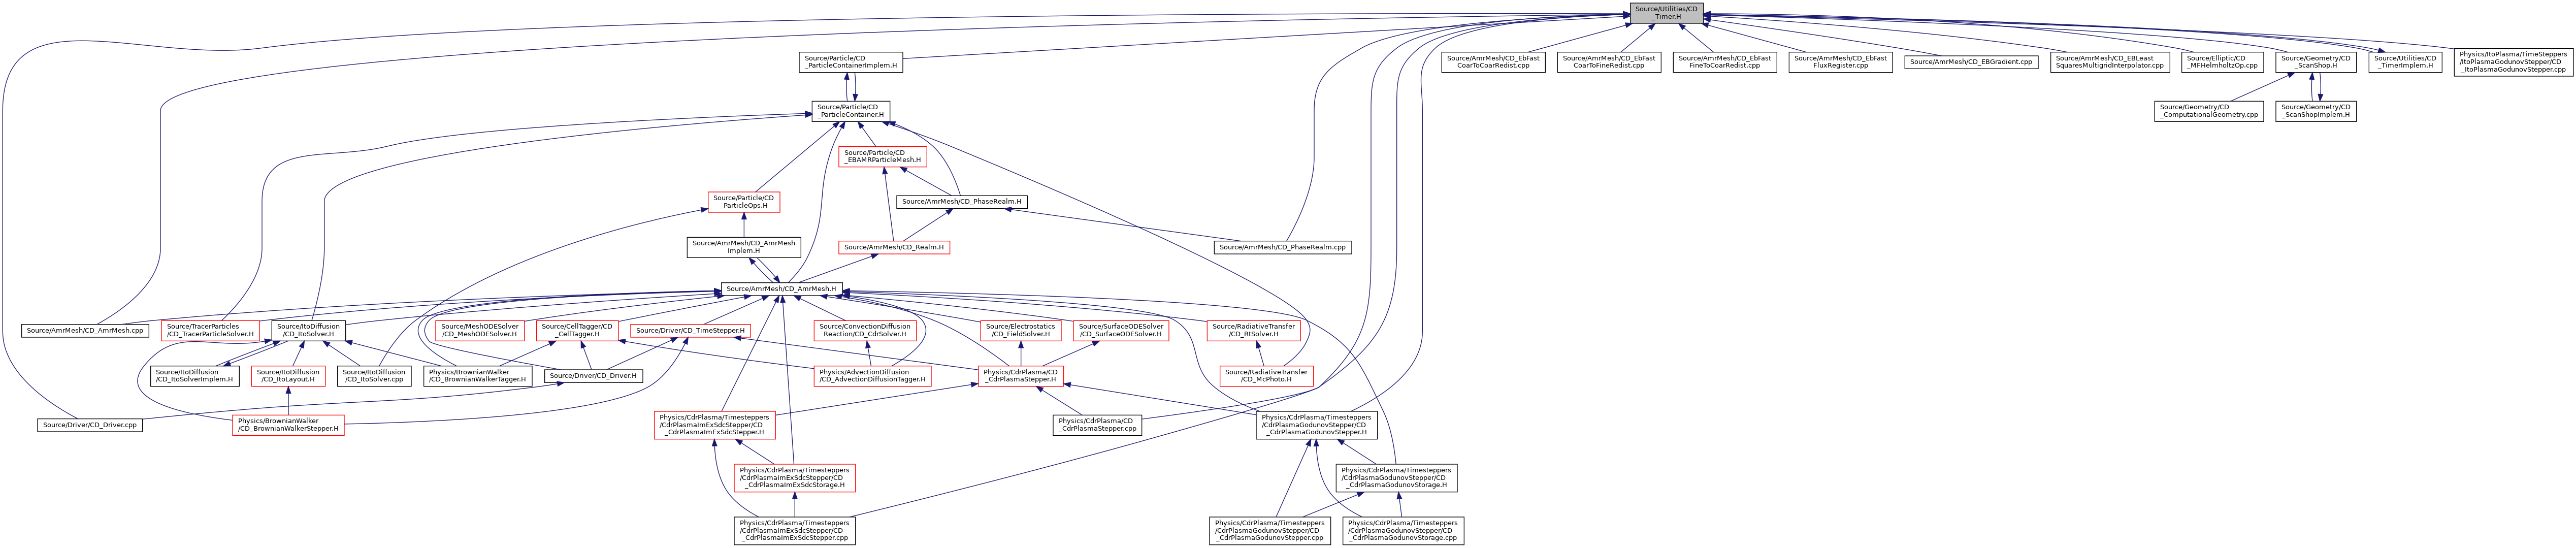 Source/Utilities/CD
_Timer.H
Source/Particle/CD
_ParticleContainerImplem.H
Source/AmrMesh/CD_EbFast
CoarToCoarRedist.cpp
Source/AmrMesh/CD_EbFast
CoarToFineRedist.cpp
Source/AmrMesh/CD_EbFast
FineToCoarRedist.cpp
Source/AmrMesh/CD_EbFast
FluxRegister.cpp
Source/AmrMesh/CD_EBGradient.cpp
Source/AmrMesh/CD_EBLeast
SquaresMultigridInterpolator.cpp
Source/Elliptic/CD
_MFHelmholtzOp.cpp
Source/Geometry/CD
_ScanShop.H
Source/Utilities/CD
_TimerImplem.H
Physics/ItoPlasma/TimeSteppers
/ItoPlasmaGodunovStepper/CD
_ItoPlasmaGodunovStepper.cpp
Source/Particle/CD
_ParticleContainer.H
Source/Geometry/CD
_ComputationalGeometry.cpp
Source/Geometry/CD
_ScanShopImplem.H
Source/Particle/CD
_EBAMRParticleMesh.H
Source/Particle/CD
_ParticleOps.H
Source/AmrMesh/CD_PhaseRealm.H
Source/AmrMesh/CD_AmrMesh
Implem.H
Source/AmrMesh/CD_Realm.H
Source/AmrMesh/CD_PhaseRealm.cpp
Source/AmrMesh/CD_AmrMesh.H
Source/AmrMesh/CD_AmrMesh.cpp
Source/TracerParticles
/CD_TracerParticleSolver.H
Source/ItoDiffusion
/CD_ItoSolver.H
Source/MeshODESolver
/CD_MeshODESolver.H
Source/CellTagger/CD
_CellTagger.H
Source/Driver/CD_TimeStepper.H
Source/ConvectionDiffusion
Reaction/CD_CdrSolver.H
Source/Electrostatics
/CD_FieldSolver.H
Source/SurfaceODESolver
/CD_SurfaceODESolver.H
Source/RadiativeTransfer
/CD_RtSolver.H
Source/ItoDiffusion
/CD_ItoSolverImplem.H
Source/ItoDiffusion
/CD_ItoLayout.H
Source/ItoDiffusion
/CD_ItoSolver.cpp
Physics/BrownianWalker
/CD_BrownianWalkerTagger.H
Source/Driver/CD_Driver.H
Physics/AdvectionDiffusion
/CD_AdvectionDiffusionTagger.H
Physics/CdrPlasma/CD
_CdrPlasmaStepper.H
Source/RadiativeTransfer
/CD_McPhoto.H
Source/Driver/CD_Driver.cpp
Physics/BrownianWalker
/CD_BrownianWalkerStepper.H
Physics/CdrPlasma/Timesteppers
/CdrPlasmaImExSdcStepper/CD
_CdrPlasmaImExSdcStepper.H
Physics/CdrPlasma/CD
_CdrPlasmaStepper.cpp
Physics/CdrPlasma/Timesteppers
/CdrPlasmaGodunovStepper/CD
_CdrPlasmaGodunovStepper.H
Physics/CdrPlasma/Timesteppers
/CdrPlasmaImExSdcStepper/CD
_CdrPlasmaImExSdcStorage.H
Physics/CdrPlasma/Timesteppers
/CdrPlasmaGodunovStepper/CD
_CdrPlasmaGodunovStorage.H
Physics/CdrPlasma/Timesteppers
/CdrPlasmaImExSdcStepper/CD
_CdrPlasmaImExSdcStepper.cpp
Physics/CdrPlasma/Timesteppers
/CdrPlasmaGodunovStepper/CD
_CdrPlasmaGodunovStepper.cpp
Physics/CdrPlasma/Timesteppers
/CdrPlasmaGodunovStepper/CD
_CdrPlasmaGodunovStorage.cpp